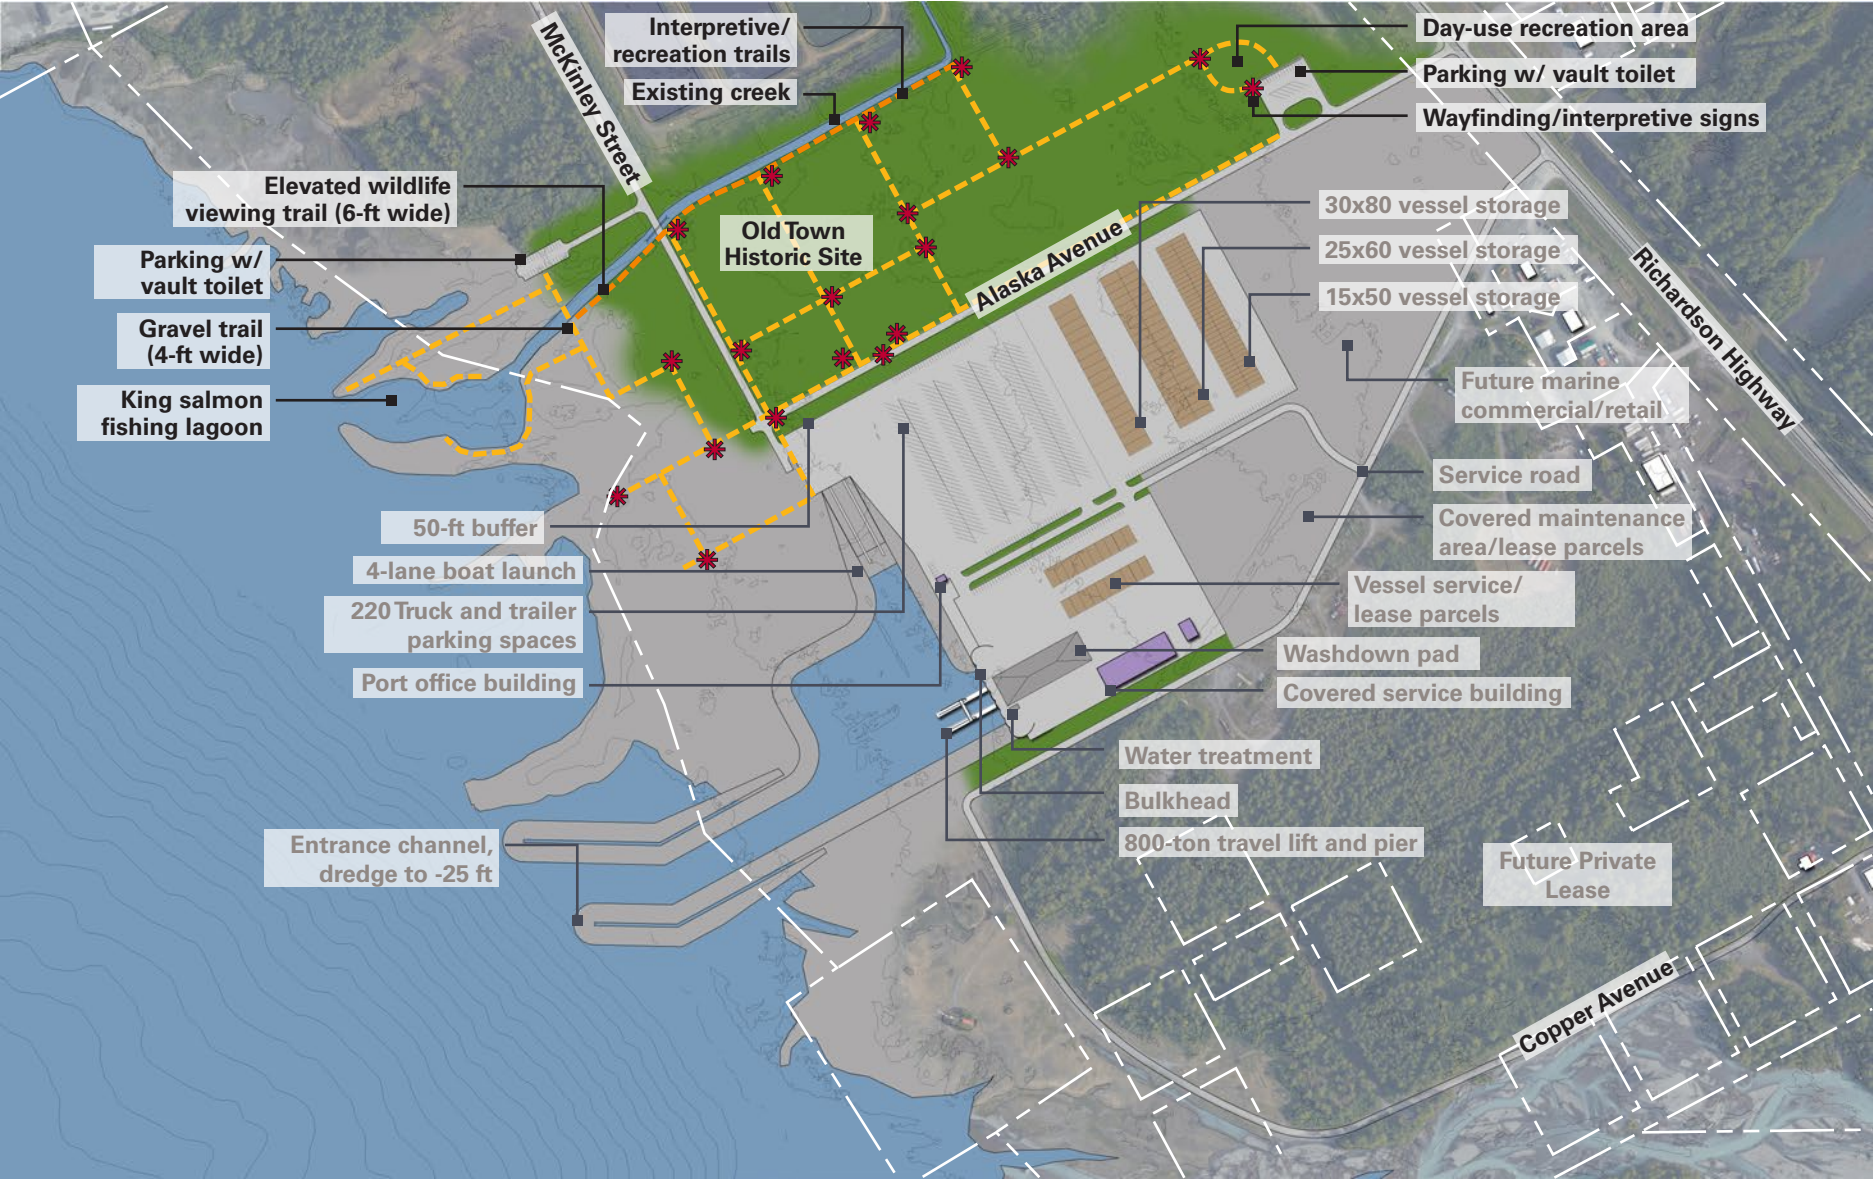 McKinley Street
Interpretive/
recreation trails
Existing creek
Day-use recreation area
Parking w/ vault toilet
Wayfinding/interpretive signs
Elevated wildlife
viewing trail (6-ft wide)
Parking w/
vault toilet
Gravel trail
(4-ft wide)
King salmon
fishing lagoon
Old Town
Historic Site
Alaska Avenue
30x80 vessel storage
25x60 vessel storage
15x50 vessel storage
Richardson Highway
Future marine
commercial/retail
Service road
Covered maintenance
area/lease parcels
50-ft buffer
4-lane boat launch
220 Truck and trailer
parking spaces
Port office building
Vessel service/
lease parcels
Washdown pad
Covered service building
Water treatment
Bulkhead
800-ton travel lift and pier
Entrance channel,
dredge to -25 ft
Future Private
Lease
Copper Avenue